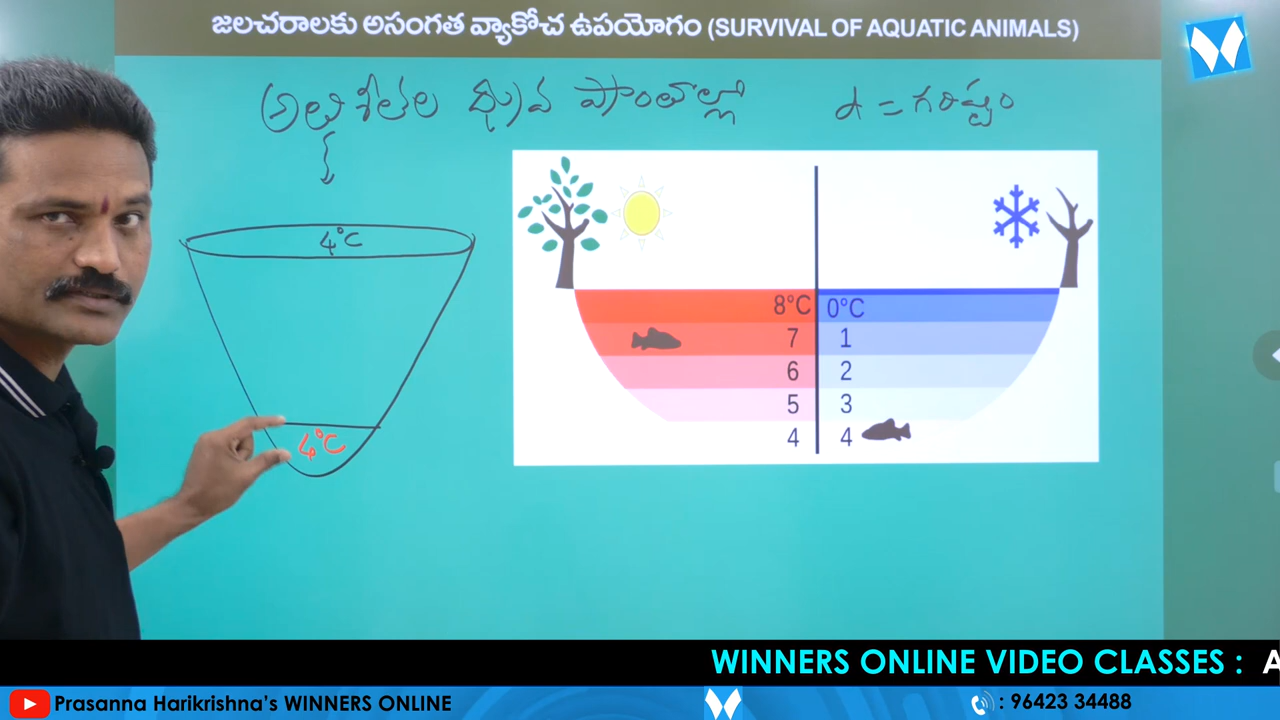 జలచరాలకు అసంగత వ్యాకోచ ఉపయోగం (SURVIVAL OF AQUATIC ANIMALS)
అతి శీతల ధ్రువ ప్రాంతాల్లో
d = గరిష్టం
4°C
4°C
8°C 0°C
7 1
6 2
5 3
4 4
WINNERS ONLINE VIDEO CLASSES : A
Prasanna Harikrishna's WINNERS ONLINE
: 96423 34488